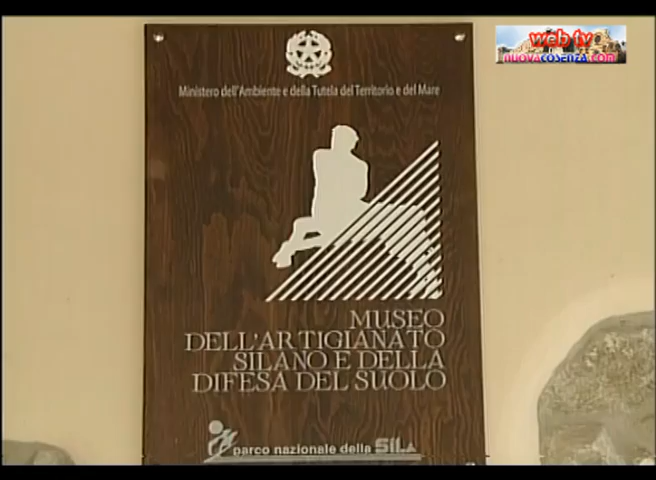 web tv
NUOVACOSENZA.COM
Ministero dell'Ambiente e della Tutela del Territorio e del Mare
MUSEO
DELL'ARTIGIANATO
SILANO E DELLA
DIFESA DEL SUOLO
parco nazionale della SILA